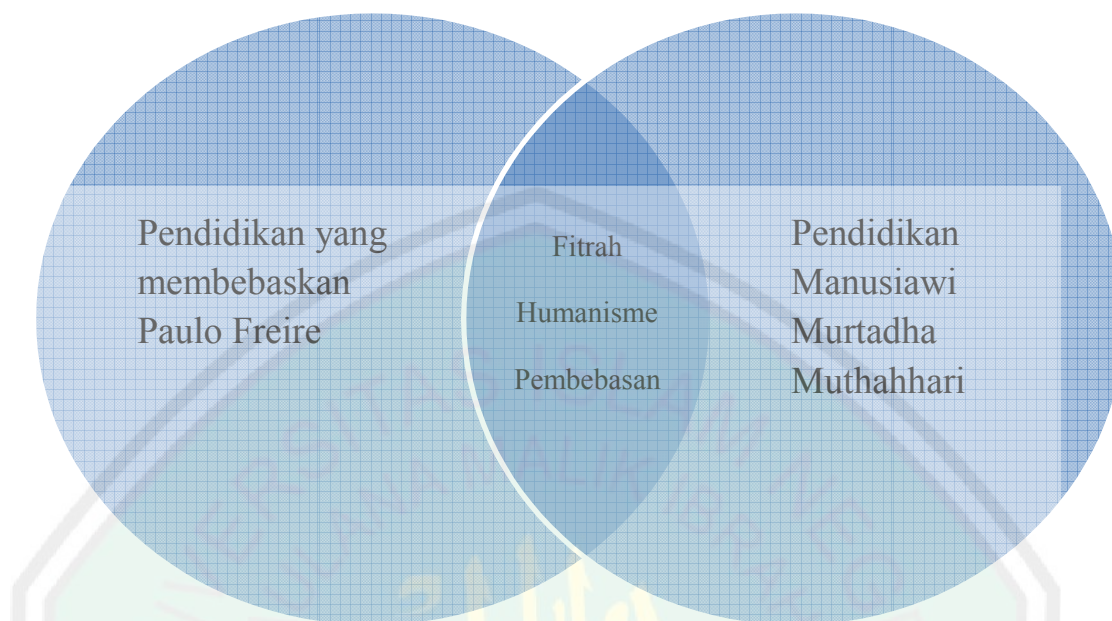 Pendidikan yang
membebaskan
Paulo Freire
Fitrah
Humanisme
Pembebasan
Pendidikan
Manusiawi
Murtadha
Muthahhari